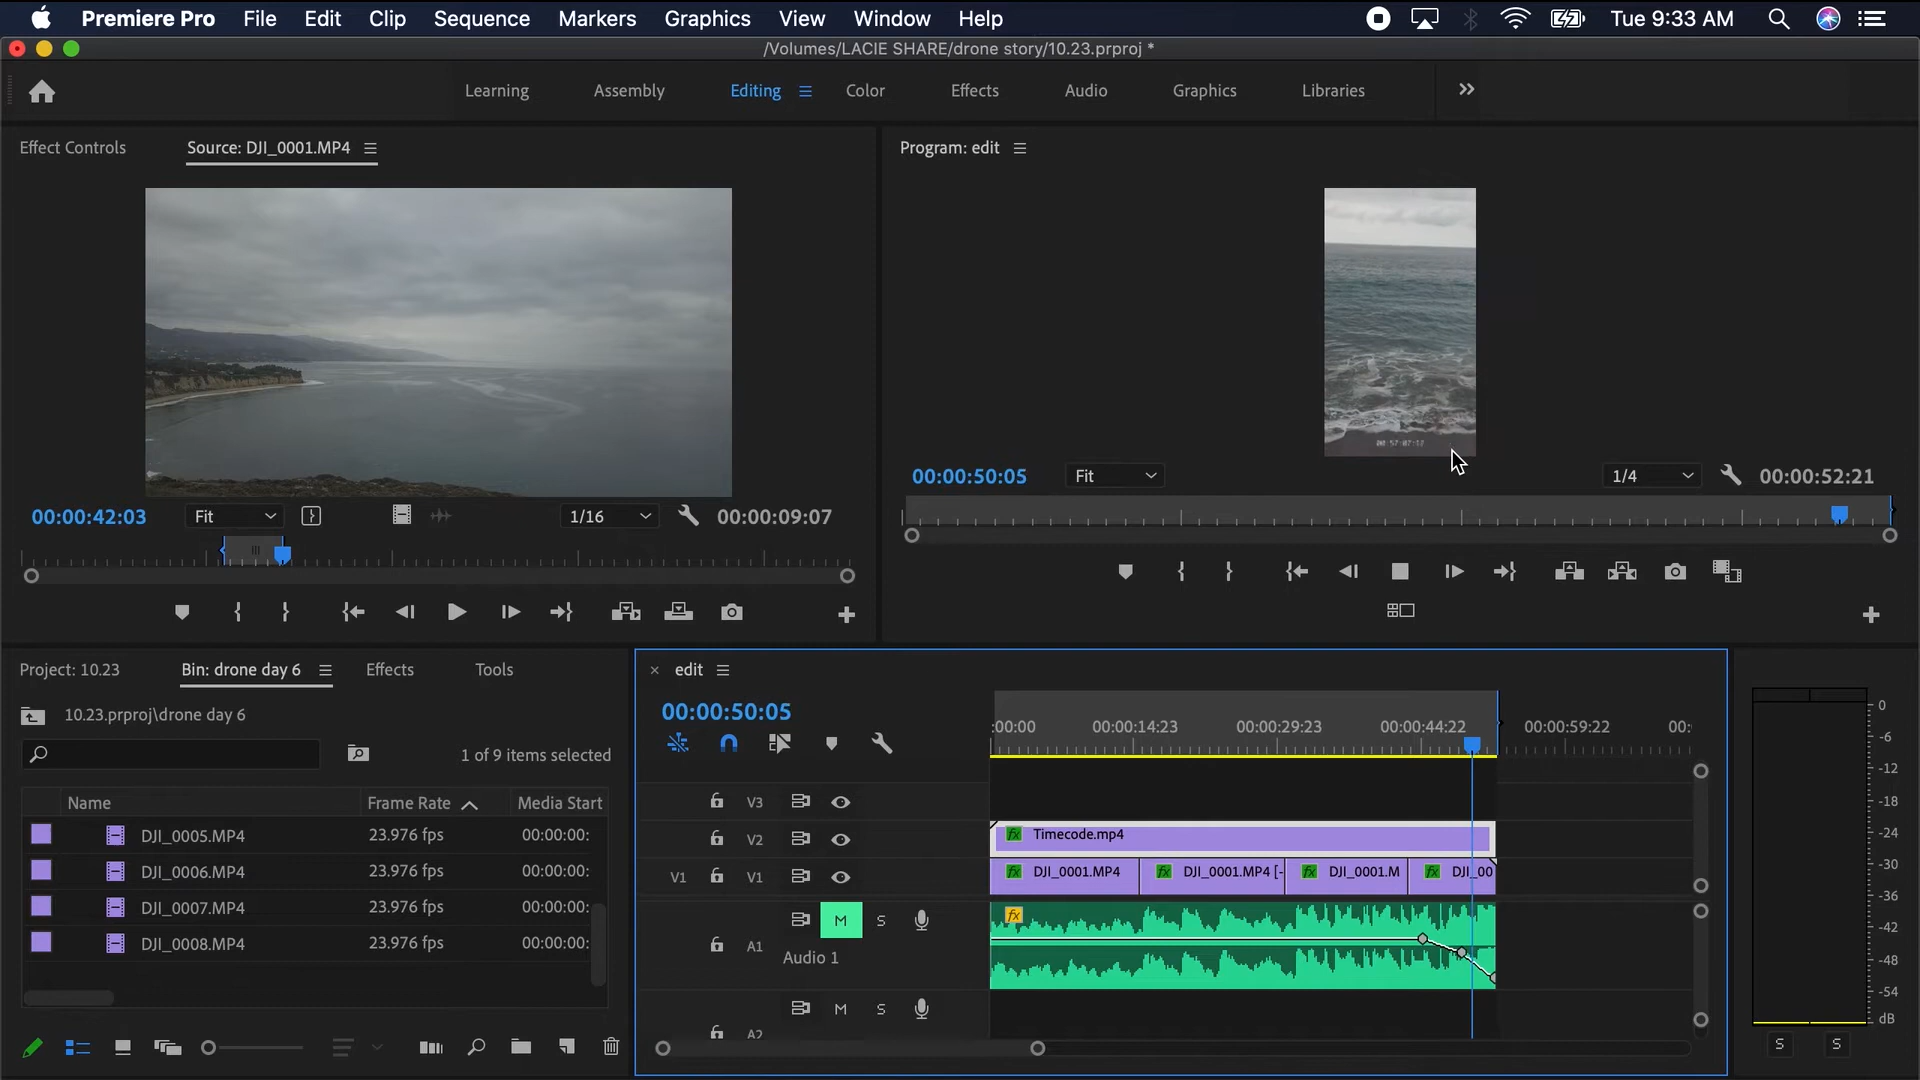 Premiere Pro File Edit Clip Sequence Markers Graphics View Window Help Tue 9:33 AM
/Volumes/LACIE SHARE/drone story/10.23.prproj *
Learning Assembly Editing Color Effects Audio Graphics Libraries
Effect Controls Source: DJI_0001.MP4 Program: edit
00:00:50:05 Fit 1/4 00:00:52:21
00:00:42:03 Fit 1/16 00:00:09:07
Project: 10.23 Bin: drone day 6 Effects Tools
× edit
10.23.prproj\drone day 6
00:00:50:05
1 of 9 items selected
:00:00 00:00:14:23 00:00:29:23 00:00:44:22 00:00:59:22 00:
Name Frame Rate Media Start
DJI_0005.MP4 23.976 fps 00:00:00:
DJI_0006.MP4 23.976 fps 00:00:00:
DJI_0007.MP4 23.976 fps 00:00:00:
DJI_0008.MP4 23.976 fps 00:00:00:
V3
V2 fx Timecode.mp4
V1 V1 fx DJI_0001.MP4 fx DJI_0001.MP4 [- fx DJI_0001.M fx DJI_00
M S fx
A1
Audio 1
M S
A2
0
-6
-12
-18
-24
-30
-36
-42
-48
-54
dB
S S